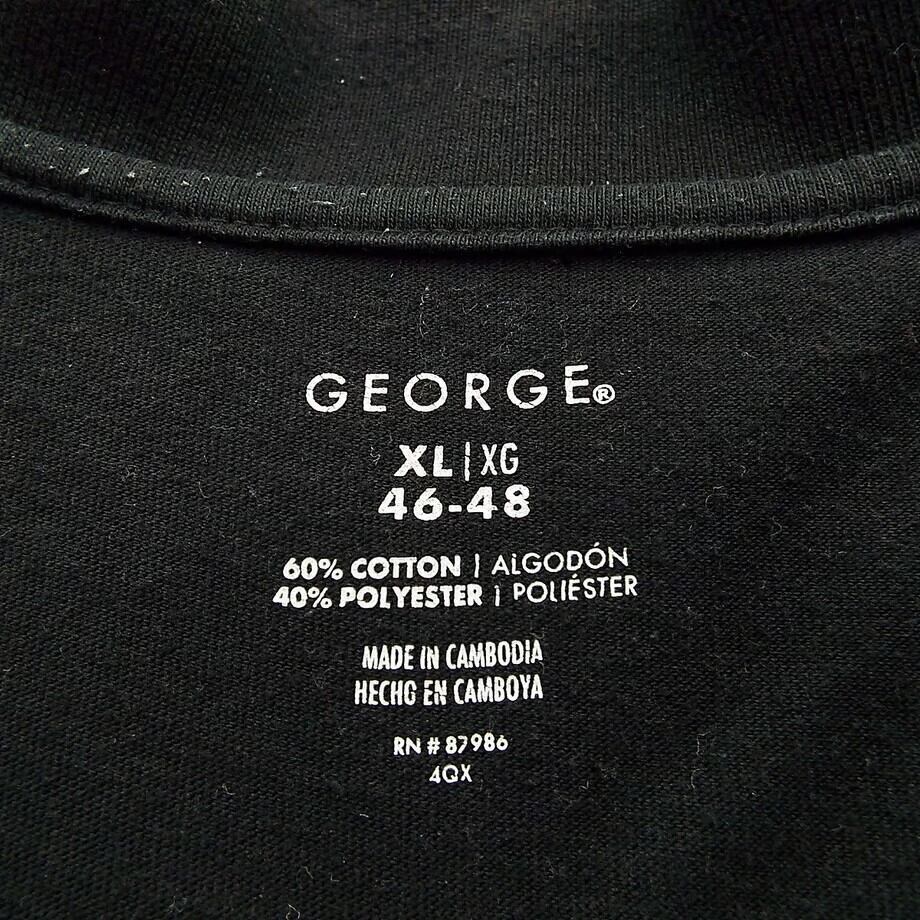 GEORGE®
XL | XG
46-48
60% COTTON | ALGODÓN
40% POLYESTER | POLIÉSTER
MADE IN CAMBODIA
HECHO EN CAMBOYA
RN # 87986
4QX